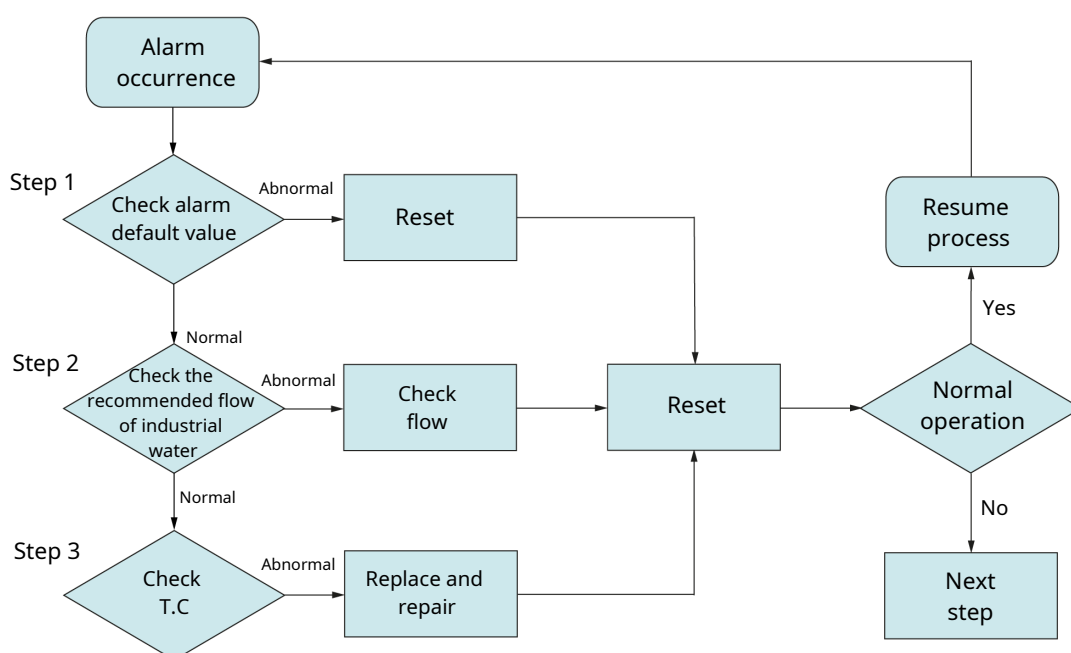 Alarm
occurrence
Step 1
Check alarm
default value
Abnormal
Reset
Resume
process
Yes
Normal
Step 2
Check the
recommended flow
of industrial
water
Abnormal
Check
flow
Reset
Normal
operation
Normal
No
Step 3
Check
T.C
Abnormal
Replace and
repair
Next
step